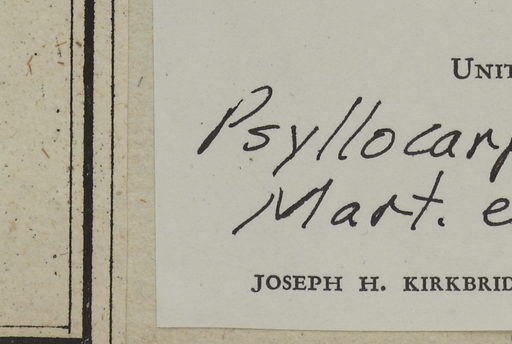 UNIT
Psyllocarp
Mart. e
JOSEPH H. KIRKBRID